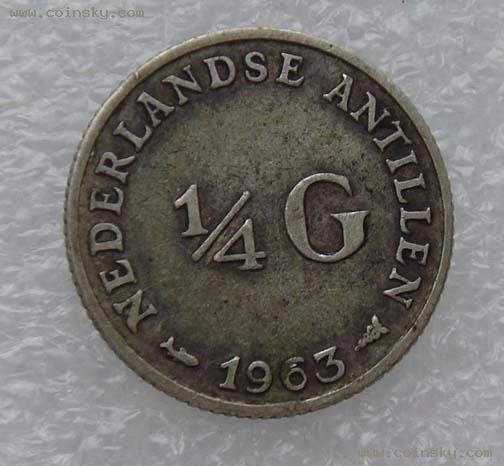 www.coinsky.com
NEDERLANDSE ANTILLEN
1/4 G
1963
www.coinsky.com